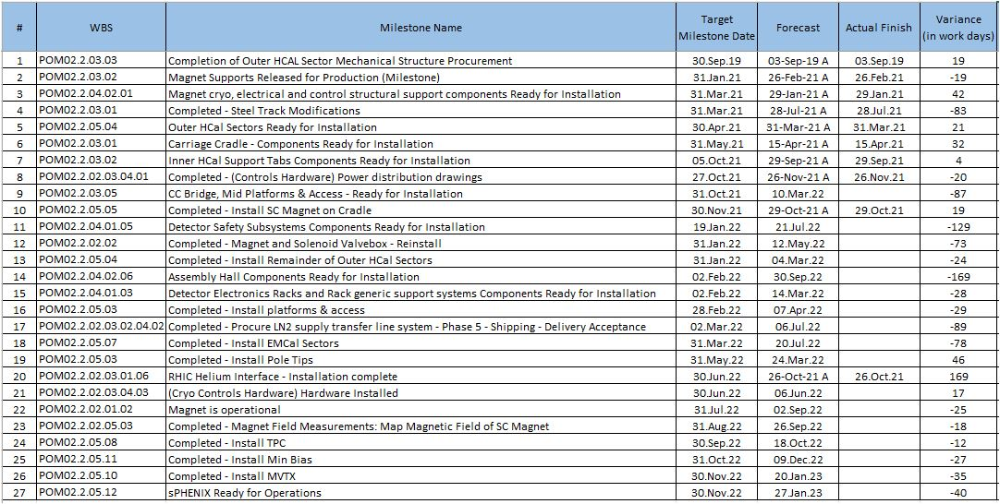 # WBS Milestone Name Target Milestone Date Forecast Actual Finish Variance (in work days)
1 POM02.2.03.03 Completion of Outer HCAL Sector Mechanical Structure Procurement 30.Sep.19 03-Sep-19 A 03.Sep.19 19
2 POM02.2.03.02 Magnet Supports Released for Production (Milestone) 31.Jan.21 26-Feb-21 A 26.Feb.21 -19
3 POM02.2.04.02.01 Magnet cryo, electrical and control structural support components Ready for Installation 31.Mar.21 29-Jan-21 A 29.Jan.21 42
4 POM02.2.03.01 Completed - Steel Track Modifications 31.Mar.21 28-Jul-21 A 28.Jul.21 -83
5 POM02.2.05.04 Outer HCal Sectors Ready for Installation 30.Apr.21 31-Mar-21 A 31.Mar.21 21
6 POM02.2.03.01 Carriage Cradle - Components Ready for Installation 31.May.21 15-Apr-21 A 15.Apr.21 32
7 POM02.2.03.02 Inner HCal Support Tabs Components Ready for Installation 05.Oct.21 29-Sep-21 A 29.Sep.21 4
8 POM02.2.02.03.04.01 Completed - (Controls Hardware) Power distribution drawings 27.Oct.21 26-Nov-21 A 26.Nov.21 -20
9 POM02.2.03.05 CC Bridge, Mid Platforms & Access - Ready for Installation 31.Oct.21 10.Mar.22 -87
10 POM02.2.05.05 Completed - Install SC Magnet on Cradle 30.Nov.21 29-Oct-21 A 29.Oct.21 19
11 POM02.2.04.01.05 Detector Safety Subsystems Components Ready for Installation 19.Jan.22 21.Jul.22 -129
12 POM02.2.02.02 Completed - Magnet and Solenoid Valvebox - Reinstall 31.Jan.22 12.May.22 -73
13 POM02.2.05.04 Completed - Install Remainder of Outer HCal Sectors 31.Jan.22 04.Mar.22 -24
14 POM02.2.04.02.06 Assembly Hall Components Ready for Installation 02.Feb.22 30.Sep.22 -169
15 POM02.2.04.01.03 Detector Electronics Racks and Rack generic support systems Components Ready for Installation 02.Feb.22 14.Mar.22 -28
16 POM02.2.05.03 Completed - Install platforms & access 28.Feb.22 07.Apr.22 -29
17 POM02.2.02.03.02.04.02 Completed - Procure LN2 supply transfer line system - Phase 5 - Shipping - Delivery Acceptance 02.Mar.22 06.Jul.22 -89
18 POM02.2.05.07 Completed - Install EMCal Sectors 31.Mar.22 20.Jul.22 -78
19 POM02.2.05.03 Completed - Install Pole Tips 31.May.22 24.Mar.22 46
20 POM02.2.02.03.01.06 RHIC Helium Interface - Installation complete 30.Jun.22 26-Oct-21 A 26.Oct.21 169
21 POM02.2.02.03.04.03 (Cryo Controls Hardware) Hardware Installed 30.Jun.22 06.Jun.22 17
22 POM02.2.02.01.02 Magnet is operational 31.Jul.22 02.Sep.22 -25
23 POM02.2.02.05.03 Completed - Magnet Field Measurements: Map Magnetic Field of SC Magnet 31.Aug.22 26.Sep.22 -18
24 POM02.2.05.08 Completed - Install TPC 30.Sep.22 18.Oct.22 -12
25 POM02.2.05.11 Completed - Install Min Bias 31.Oct.22 09.Dec.22 -27
26 POM02.2.05.10 Completed - Install MVTX 30.Nov.22 20.Jan.23 -35
27 POM02.2.05.12 sPHENIX Ready for Operations 30.Nov.22 27.Jan.23 -40